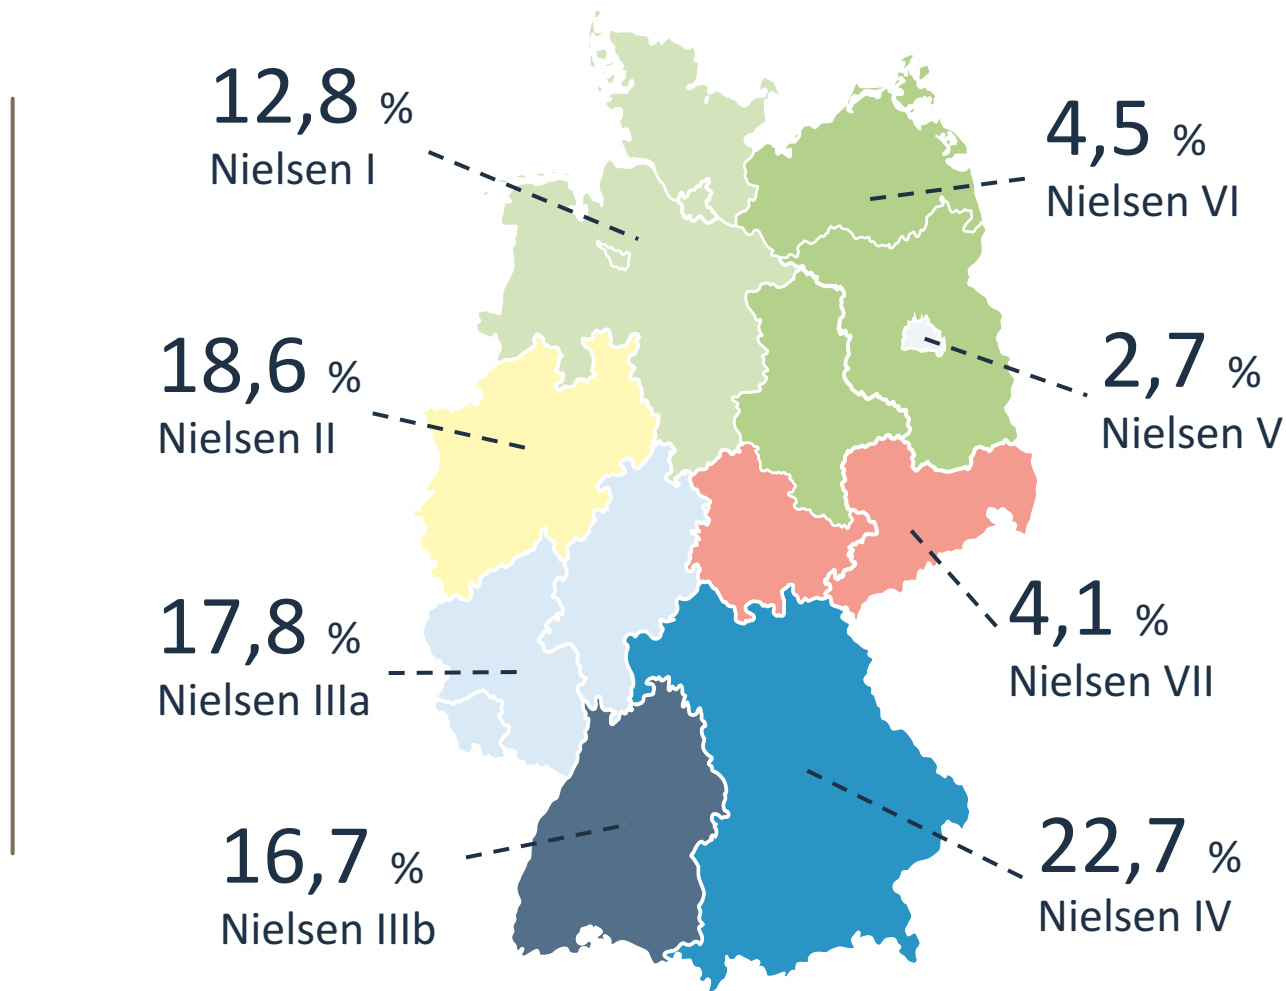 12,8 %
Nielsen I
4,5 %
Nielsen VI
18,6 %
Nielsen II
2,7 %
Nielsen V
17,8 %
Nielsen IIIa
4,1 %
Nielsen VII
16,7 %
Nielsen IIIb
22,7 %
Nielsen IV